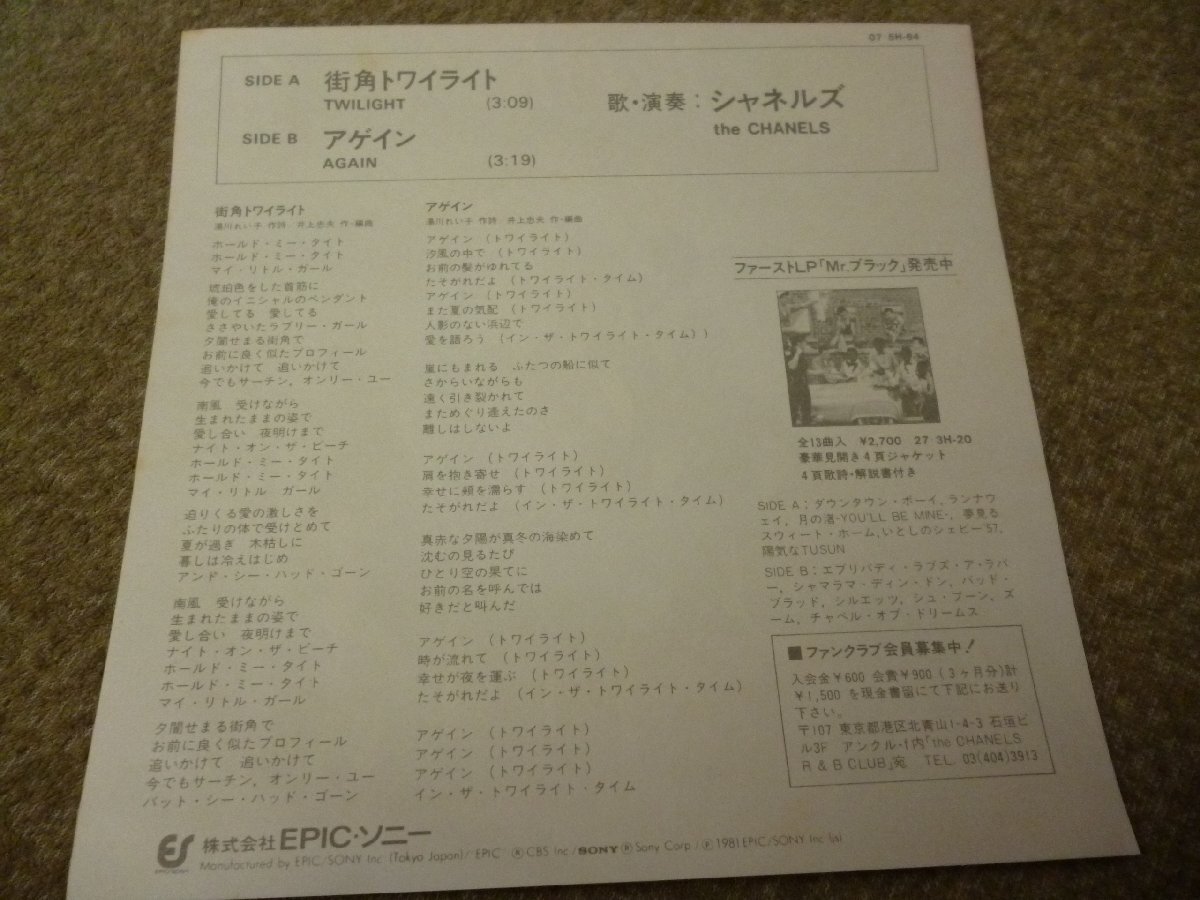 07 5H-94
SIDE A 街角トワイライト
TWILIGHT (3:09)
SIDE B アゲイン
AGAIN (3:19)
歌・演奏:シャネルズ
the CHANELS
街角トワイライト
湯川れい子 作詩 井上忠夫 作・編曲
ホールド・ミー・タイト
ホールド・ミー・タイト
マイ・リトル・ガール
琥珀色をした首筋に
俺のイニシャルのペンダント
愛してる 愛してる
ささやいたラブリー・ガール
夕闇せまる街角で
お前に良く似たプロフィール
追いかけて 追いかけて
今でもサーチン,オンリー・ユー
南風 受けながら
生まれたままの姿で
愛し合い 夜明けまで
ナイト・オン・ザ・ビーチ
ホールド・ミー・タイト
ホールド・ミー・タイト
マイ・リトル ガール
迫りくる愛の激しさを
ふたりの体で受けとめて
夏が過ぎ 木枯しに
暮しは冷えはじめ
アンド・シー・ハッド・ゴーン
南風 受けながら
生まれたままの姿で
愛し合い 夜明けまで
ナイト・オン・ザ・ビーチ
ホールド・ミー・タイト
ホールド・ミー・タイト
マイ・リトル・ガール
夕闇せまる街角で
お前に良く似たプロフィール
追いかけて 追いかけて
今でもサーチン,オンリー・ユー
バット・シー・ハッド・ゴーン
アゲイン
湯川れい子 作詩 井上忠夫 作・編曲
アゲイン (トワイライト)
汐風の中で (トワイライト)
お前の髪がゆれてる
たそがれだよ (トワイライト・タイム)
アゲイン (トワイライト)
また夏の気配 (トワイライト)
人影のない浜辺で
愛を語ろう (イン・ザ・トワイライト・タイム))
嵐にもまれる ふたつの船に似て
さからいながらも
遠く引き裂かれて
まためぐり逢えたのさ
離しはしないよ
アゲイン (トワイライト)
肩を抱き寄せ (トワイライト)
幸せに頬を濡らす (トワイライト)
たそがれだよ (イン・ザ・トワイライト・タイム)
真赤な夕陽が真冬の海染めて
沈むの見るたび
ひとり空の果てに
お前の名を呼んでは
好きだと叫んだ
アゲイン (トワイライト)
時が流れて (トワイライト)
幸せが夜を運ぶ (トワイライト)
たそがれだよ (イン・ザ・トワイライト・タイム)
アゲイン (トワイライト)
アゲイン (トワイライト)
アゲイン (トワイライト)
イン・ザ・トワイライト・タイム
ファーストLP「Mr.ブラック」発売中
全13曲入 ¥2,700 27 3H-20
豪華見開き4頁ジャケット
4頁歌詩・解説書付き
SIDE A:ダウンタウン・ボーイ,ランナウ
ェイ,月の渚-YOU'LL BE MINE-,夢見る
スウィート・ホーム,いとしのシェビー'57,
陽気なTUSUN
SIDE B:エブリバディ・ラブズ・ア・ラバ
ー,シャマラマ・ディン・ドン,バッド・
ブラッド,シルエッツ,シュ・ブーン,ズ
ーム,チャペル・オブ・ドリームス
■ファンクラブ会員募集中!
入会金¥600 会費¥900(3ヶ月分)計
¥1,500を現金書留にて下記にお送り
下さい。
〒107 東京都港区北青山1-4-3 石垣ビ
ル3F アンクル・f内「the CHANELS
R & B CLUB」宛 TEL. 03(404)3913
ES 株式会社EPIC・ソニー
EPIC/SONY Manufactured by EPIC/SONY Inc (Tokyo Japan)/ EPIC ® CBS Inc / SONY ® Sony Corp / ℗ 1981 EPIC/SONY Inc